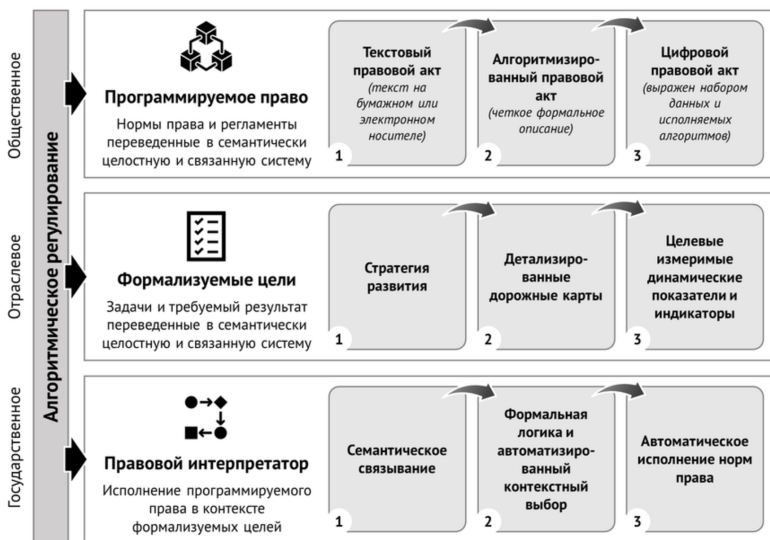 Алгоритмическое регулирование
Общественное
Программируемое право
Нормы права и регламенты
переведенные в семантически
целостную и связанную систему
Текстовый
правовой акт
(текст на
бумажном или
электронном
носителе)
1
Алгоритмизиро-
ванный правовой
акт
(четкое формальное
описание)
2
Цифровой
правовой акт
(выражен набором
данных и
исполняемых
алгоритмов)
3
Отраслевое
Формализуемые цели
Задачи и требуемый результат
переведенные в семантически
целостную и связанную систему
Стратегия
развития
1
Детализиро-
ванные
дорожные карты
2
Целевые
измеримые
динамические
показатели и
индикаторы
3
Государственное
Правовой интерпретатор
Исполнение программируемого
права в контексте
формализуемых целей
Семантическое
связывание
1
Формальная
логика и
автоматизиро-
ванный
контекстный
выбор
2
Автоматическое
исполнение норм
права
3